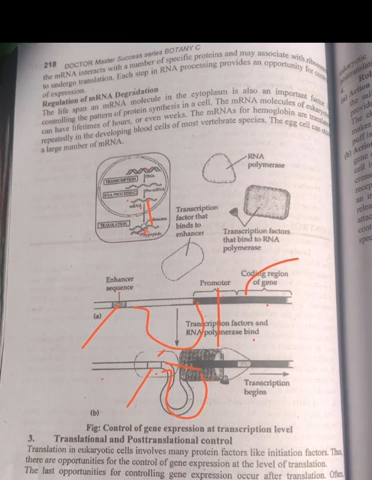 218 DOCTOR Master Success series BOTANY C
the mRNA interacts with a number of specific proteins and may associate with ribosomes
to undergo translation. Each step in RNA processing provides an opportunity for control
of expression.
Regulation of mRNA Degradation
The life span an mRNA molecule in the cytoplasm is also an important factor
controlling the pattern of protein synthesis in a cell. The mRNA molecules of
can have lifetimes of hours, or even weeks. The mRNAs for hemoglobin are
repeatedly in the developing blood cells of most vertebrate species. The egg cell can
a large number of mRNA.
RNA
polymerase
TRANSCRIPTION
DNA
RNA PROCESSING
mRNA
TRANSLATION
Transcription
factor that
binds to
enhancer
Transcription factors
that bind to RNA
polymerase
Enhancer
sequence
Promoter
Coding region
of gene
(a)
Transcription factors and
RNA polymerase bind
Transcription
begins
(b)
Fig: Control of gene expression at transcription level
3. Translational and Posttranslational control
Translation in eukaryotic cells involves many protein factors like initiation factors. Thus
there are opportunities for the control of gene expression at the level of translation.
The last opportunities for controlling gene expression occur after translation. Often